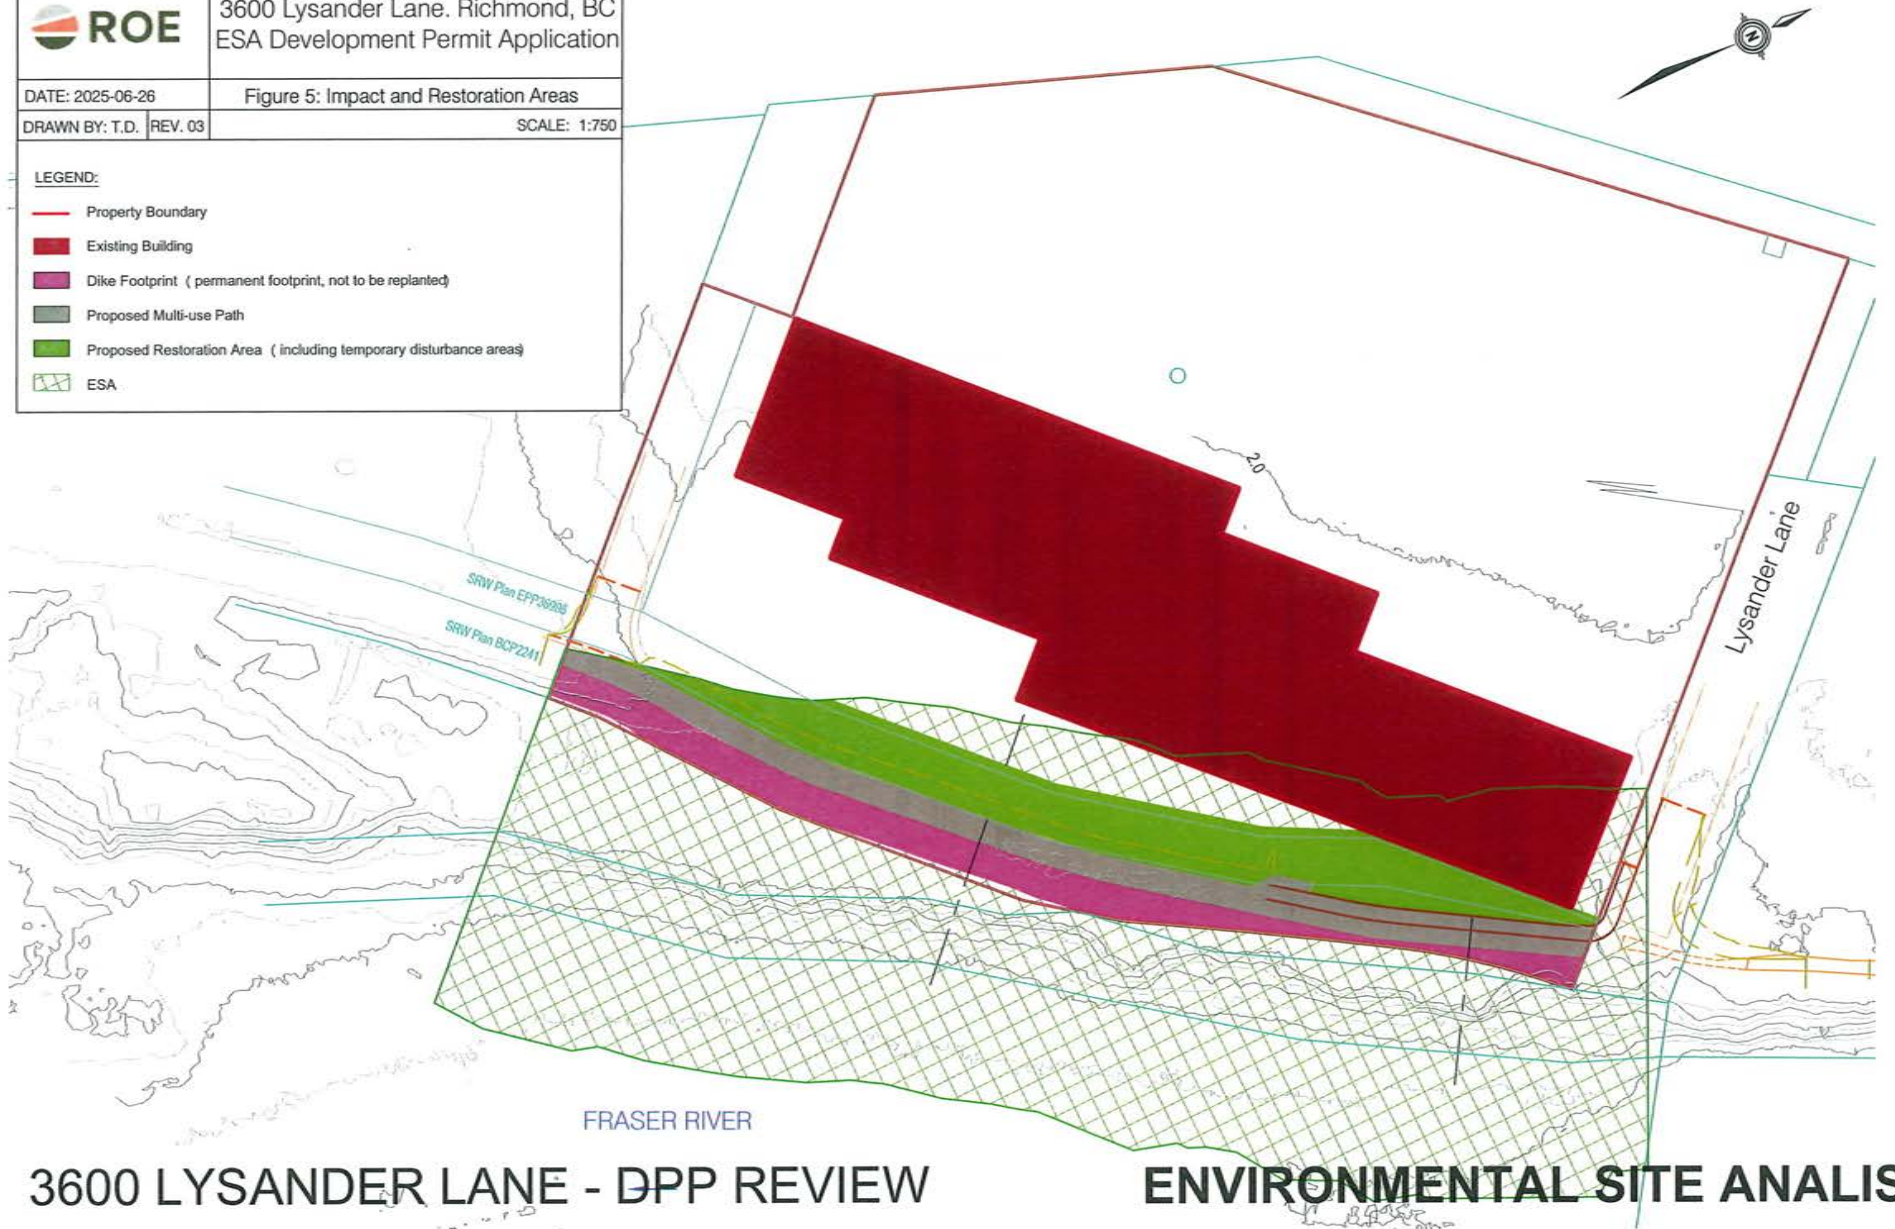 ROE
3600 Lysander Lane. Richmond, BC
ESA Development Permit Application
DATE: 2025-06-26
Figure 5: Impact and Restoration Areas
DRAWN BY: T.D.
REV. 03
SCALE: 1:750
LEGEND:
Property Boundary
Existing Building
Dike Footprint ( permanent footprint, not to be replanted)
Proposed Multi-use Path
Proposed Restoration Area ( including temporary disturbance areas)
ESA
N
2.0
Lysander Lane
SRW Plan EPP36986
SRW Plan BCP2241
FRASER RIVER
3600 LYSANDER LANE - DPP REVIEW
ENVIRONMENTAL SITE ANALIS